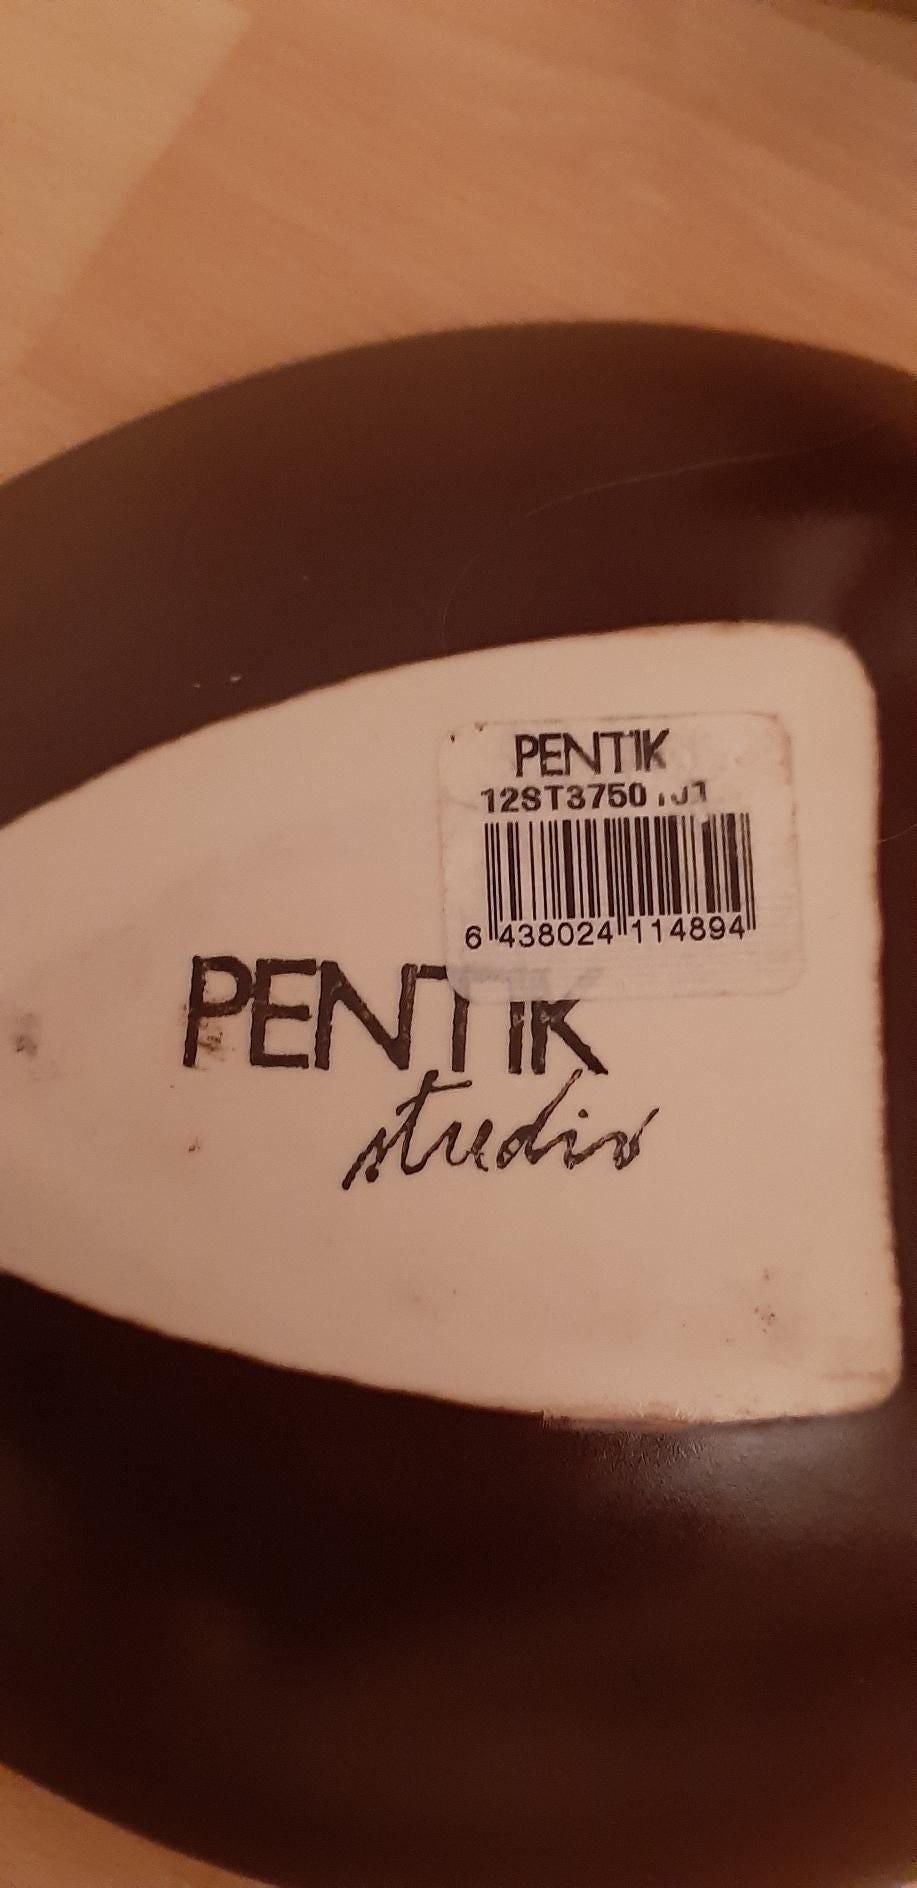 PENTIK
12ST3750
6 438024 114894
PENTIK
studio